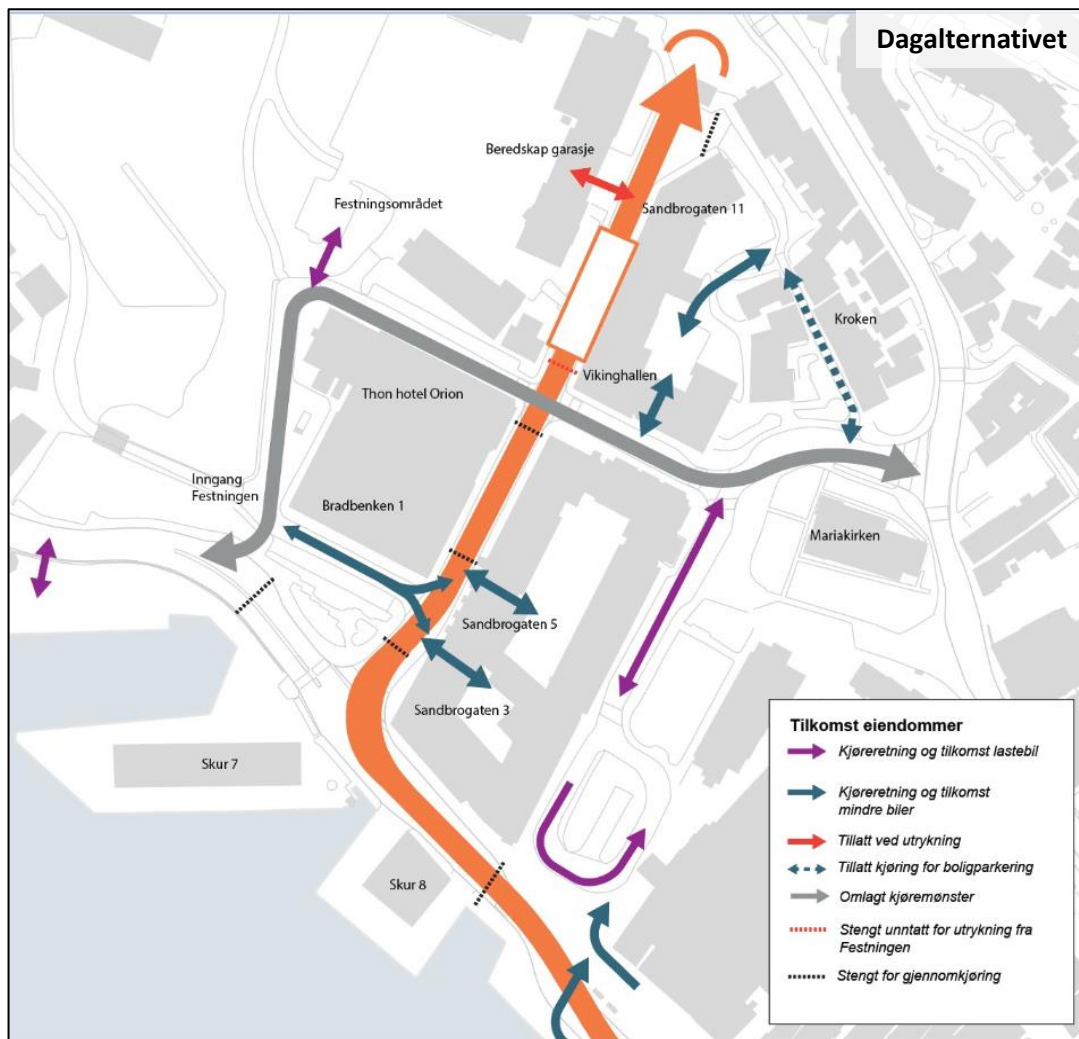 Dagalternativet
Beredskap garasje
Festningsområdet
Sandbrogaten 11
Kroken
Vikinghallen
Thon hotel Orion
Inngang
Festningen
Bradbenken 1
Mariakirken
Sandbrogaten 5
Sandbrogaten 3
Skur 7
Skur 8
Tilkomst eiendommer
Kjøreretning og tilkomst lastebil
Kjøreretning og tilkomst
mindre biler
Tillatt ved utrykning
Tillatt kjøring for boligparkering
Omlagt kjøremønster
Stengt unntatt for utrykning fra
Festningen
Stengt for gjennomkjøring